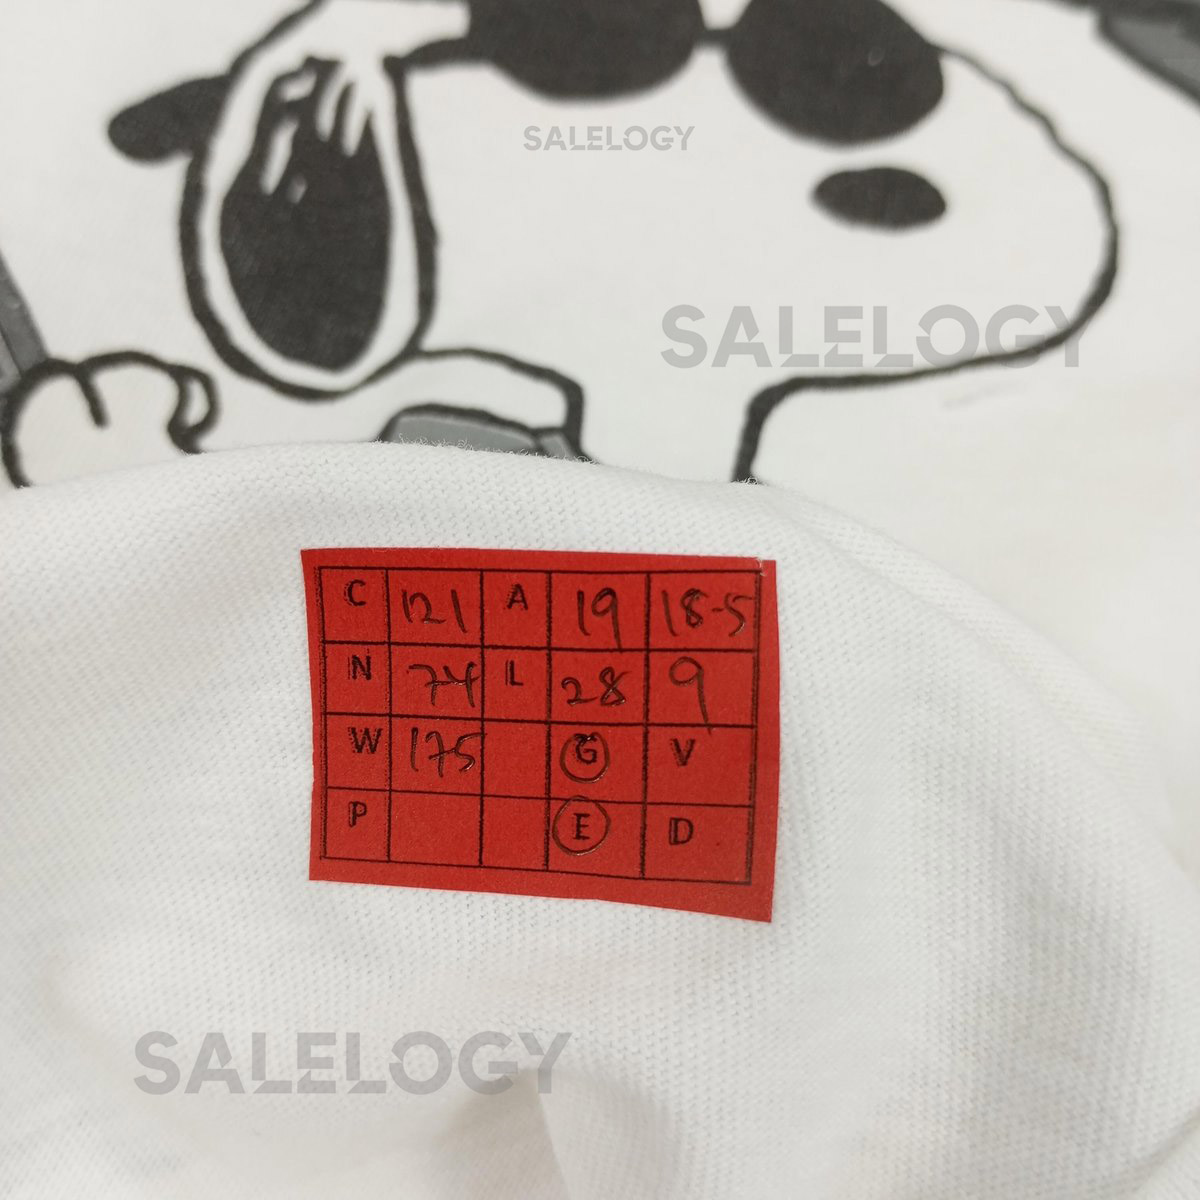 SALELOGY
SALELOGY
C 121 A 19 18-5
N 74 L 28 9
W 175 G V
P E D
SALELOGY